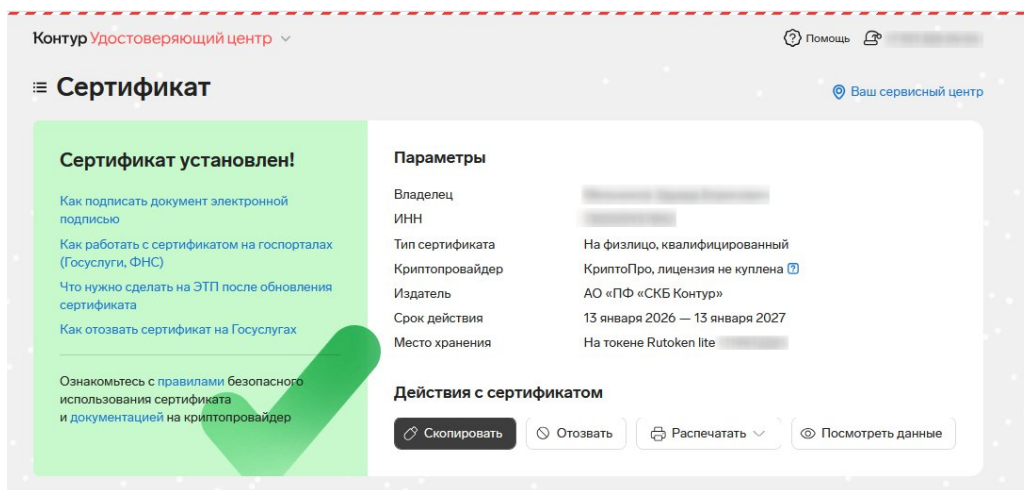 Контур Удостоверяющий центр
Помощь
Сертификат
Ваш сервисный центр
Сертификат установлен!
Как подписать документ электронной
подписью
Как работать с сертификатом на госпорталах
(Госуслуги, ФНС)
Что нужно сделать на ЭТП после обновления
сертификата
Как отозвать сертификат на Госуслугах
Ознакомьтесь с правилами безопасного
использования сертификата
и документацией на криптопровайдер
Параметры
Владелец
ИНН
Тип сертификата На физлицо, квалифицированный
Криптопровайдер КриптоПро, лицензия не куплена ?
Издатель АО «ПФ «СКБ Контур»
Срок действия 13 января 2026 — 13 января 2027
Место хранения На токене Rutoken lite
Действия с сертификатом
Скопировать Отозвать Распечатать Посмотреть данные